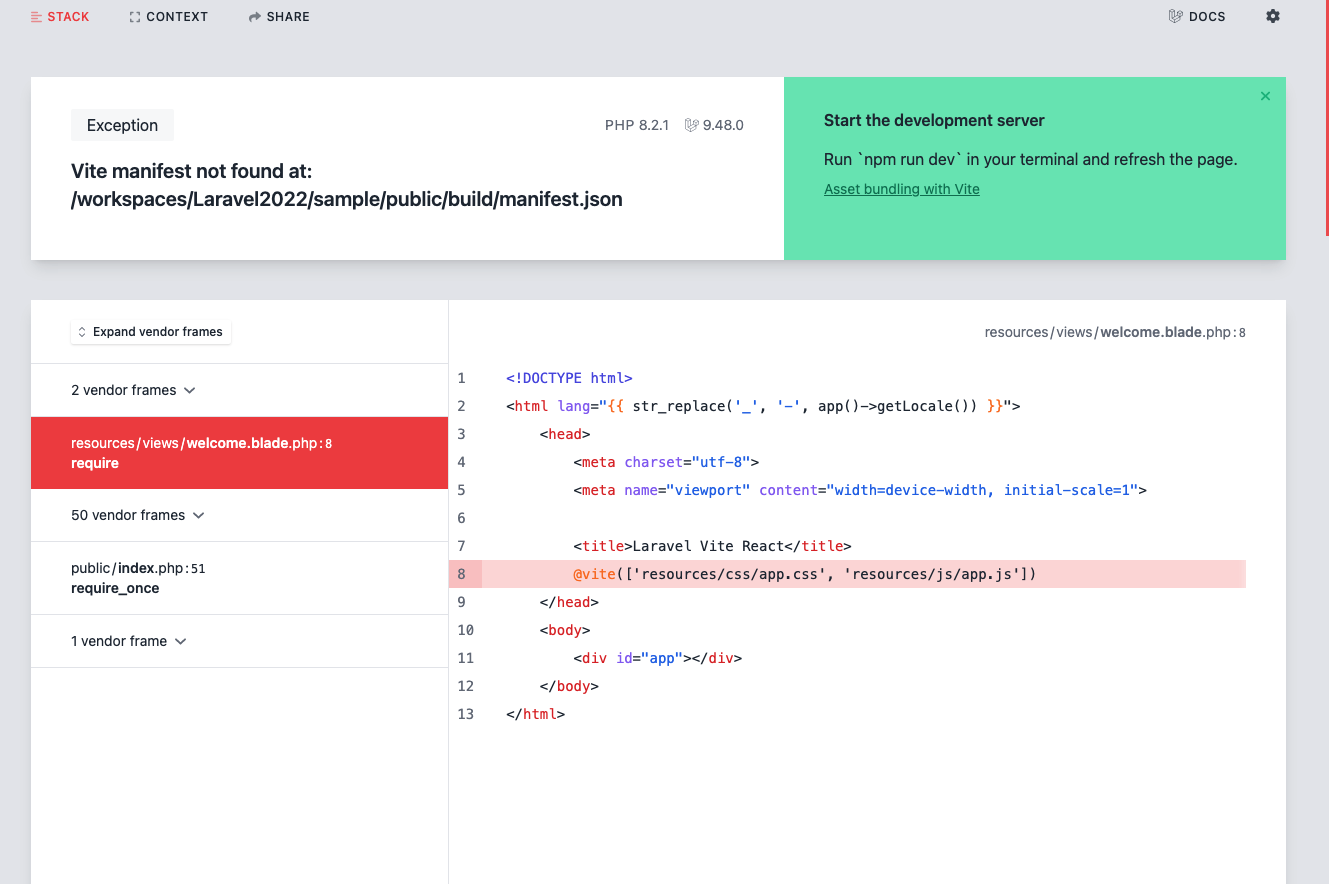 STACK CONTEXT SHARE DOCS
Exception PHP 8.2.1 9.48.0
Vite manifest not found at:
/workspaces/Laravel2022/sample/public/build/manifest.json
Start the development server
Run `npm run dev` in your terminal and refresh the page.
Asset bundling with Vite
Expand vendor frames
2 vendor frames
resources/views/welcome.blade.php:8
require
50 vendor frames
public/index.php:51
require_once
1 vendor frame
resources/views/welcome.blade.php:8
1 <!DOCTYPE html>
2 <html lang="{{ str_replace('_', '-', app()->getLocale()) }}">
3     <head>
4         <meta charset="utf-8">
5         <meta name="viewport" content="width=device-width, initial-scale=1">
6
7         <title>Laravel Vite React</title>
8         @vite(['resources/css/app.css', 'resources/js/app.js'])
9     </head>
10     <body>
11         <div id="app"></div>
12     </body>
13 </html>